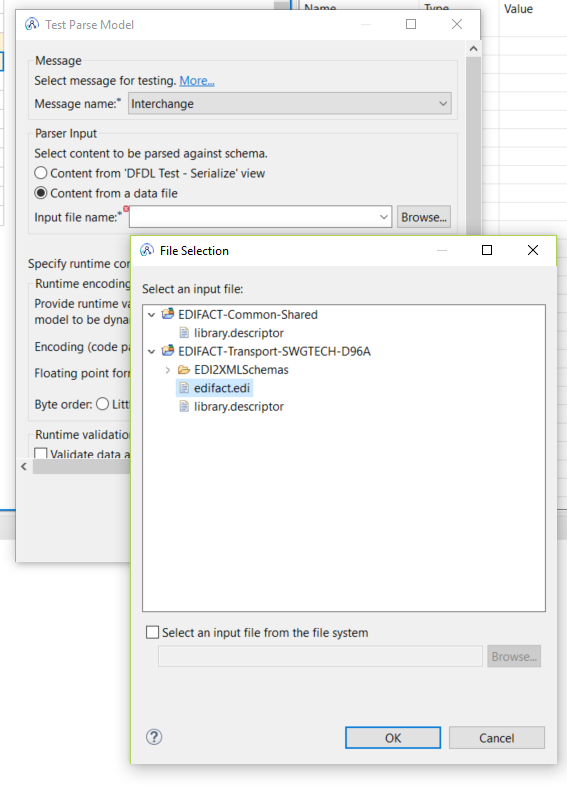 Name Type Value
Test Parse Model
Message
Select message for testing. More...
Message name:* Interchange
Parser Input
Select content to be parsed against schema.
Content from 'DFDL Test - Serialize' view
Content from a data file
Input file name:* Browse...
File Selection
Specify runtime con
Runtime encoding
Provide runtime va
model to be dyna
Encoding (code pa
Floating point forn
Byte order: Littl
Runtime validation
Validate data a
Select an input file:
EDIFACT-Common-Shared
library.descriptor
EDIFACT-Transport-SWGTECH-D96A
EDI2XMLSchemas
edifact.edi
library.descriptor
Select an input file from the file system
Browse...
OK Cancel